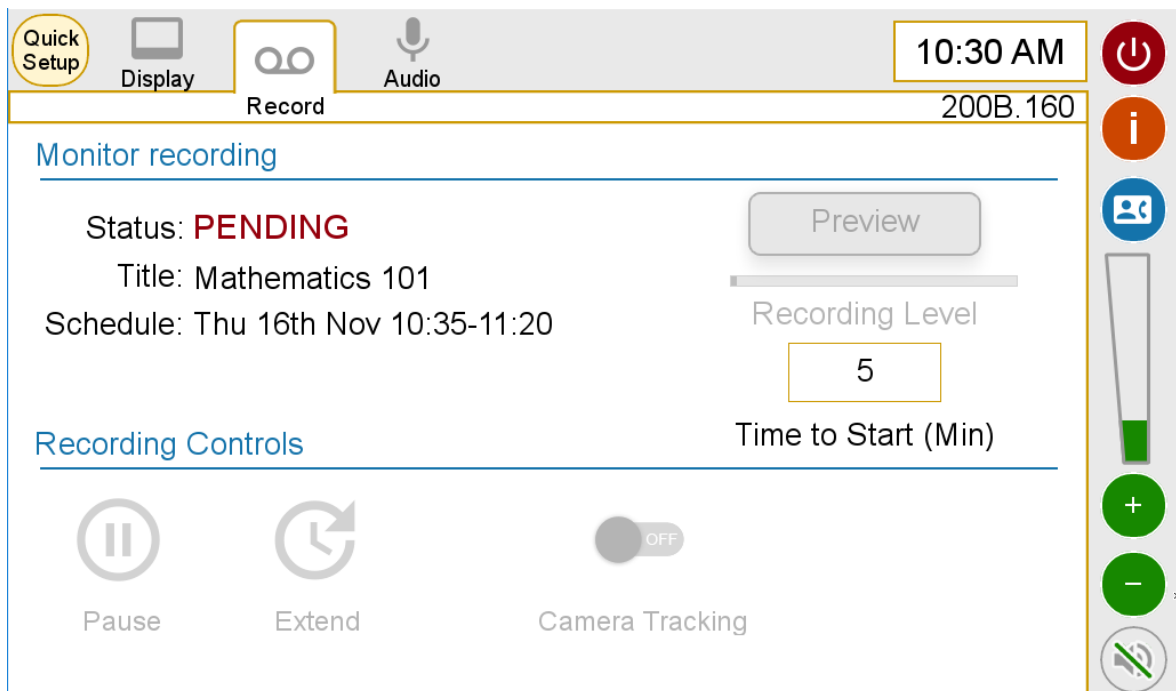 Quick
Setup
Display
Record
Audio
10:30 AM
200B.160
i
Monitor recording
Status: PENDING
Title: Mathematics 101
Schedule: Thu 16th Nov 10:35-11:20
Preview
Recording Level
5
Time to Start (Min)
Recording Controls
OFF
Pause
Extend
Camera Tracking
+
−